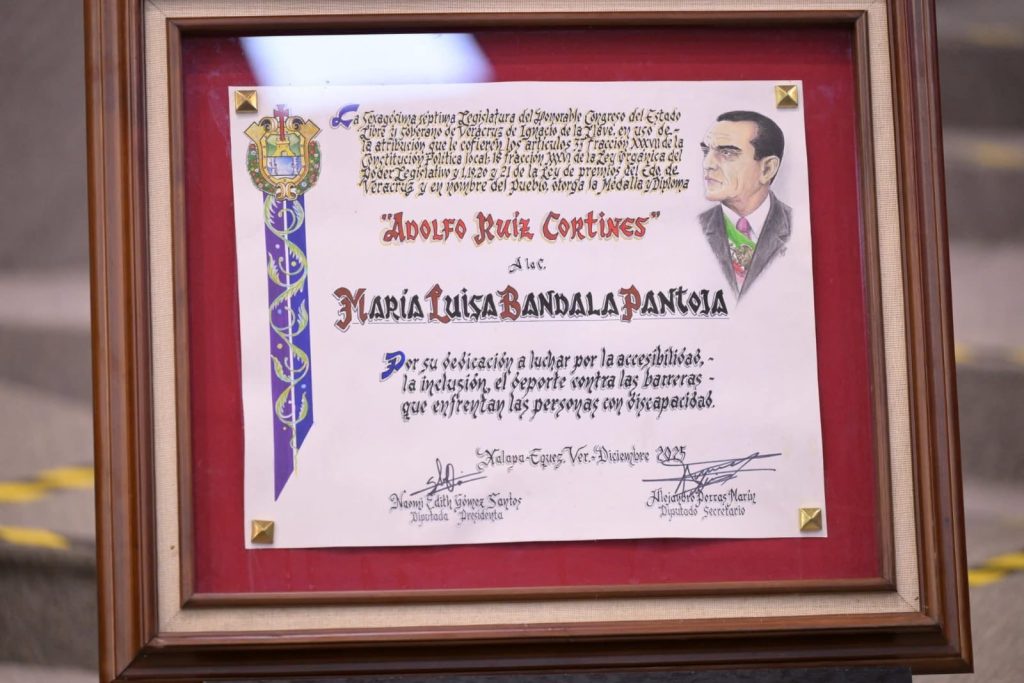 La Sexagésima séptima Legislatura del Honorable Congreso del Estado
Libre y soberano de Veracruz de Ignacio de la Llave, en uso de -
la atribución que le cofieren los artículos 33 fracción XXXVII de la
Constitución Política local; 18 fracción XXXVI de la Ley orgánica del
Poder Legislativo y 1,19,20 y 21 de la Ley de premios del Edo de
Veracruz y en nombre del Pueblo, otorga la Medalla y Diploma
"Adolfo Ruíz Cortines"
A la C.
María Luisa Bandala Pantoja
Por su dedicación a luchar por la accesibilidad, -
la inclusión, el deporte contra las barreras -
que enfrentan las personas con discapacidad.
Xalapa-Eqüez, Ver.- Diciembre 2025
Naomi Edith Gómez Santos
Diputada Presidenta
Alejandro Porras Marín
Diputado Secretario